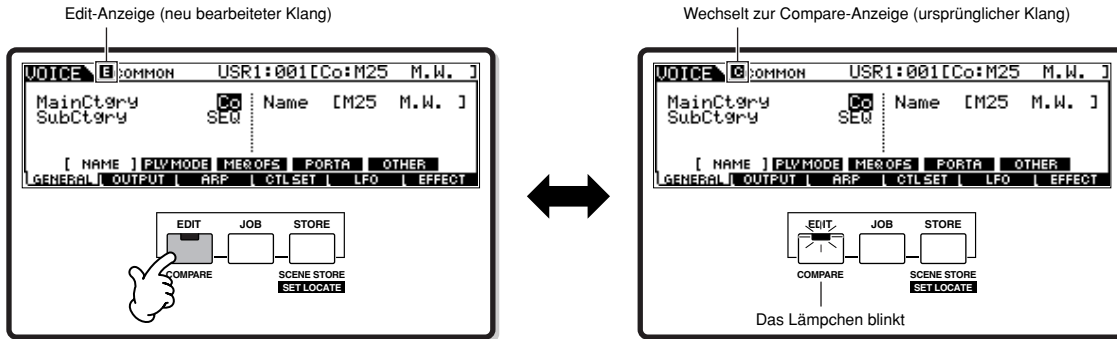 Edit-Anzeige (neu bearbeiteter Klang)
VOICE E COMMON USR1:001[Co:M25 M.W. ]
MainCtgry Co Name [M25 M.W. ]
SubCtgry SEQ
[ NAME ] PLYMODE MEQOFS PORTA OTHER
GENERAL OUTPUT ARP CTLSET LFO EFFECT
EDIT JOB STORE
COMPARE SCENE STORE
SET LOCATE
Wechselt zur Compare-Anzeige (ursprünglicher Klang)
VOICE C COMMON USR1:001[Co:M25 M.W. ]
MainCtgry Co Name [M25 M.W. ]
SubCtgry SEQ
[ NAME ] PLYMODE MEQOFS PORTA OTHER
GENERAL OUTPUT ARP CTLSET LFO EFFECT
EDIT JOB STORE
COMPARE SCENE STORE
SET LOCATE
Das Lämpchen blinkt